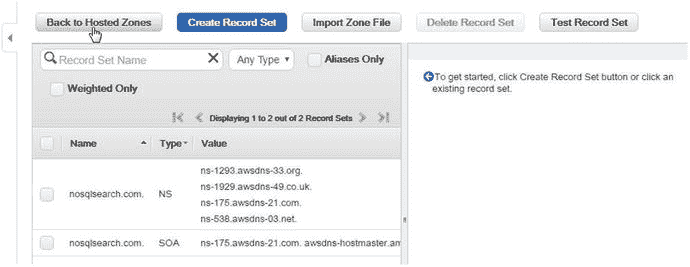 Back to Hosted Zones Create Record Set Import Zone File Delete Record Set Test Record Set
Record Set Name Any Type Aliases Only
Weighted Only
Displaying 1 to 2 out of 2 Record Sets
To get started, click Create Record Set button or click an
existing record set.
Name Type Value
nosqlsearch.com. NS
ns-1293.awsdns-33.org.
ns-1929.awsdns-49.co.uk.
ns-175.awsdns-21.com.
ns-538.awsdns-03.net.
nosqlsearch.com. SOA ns-175.awsdns-21.com. awsdns-hostmaster.am